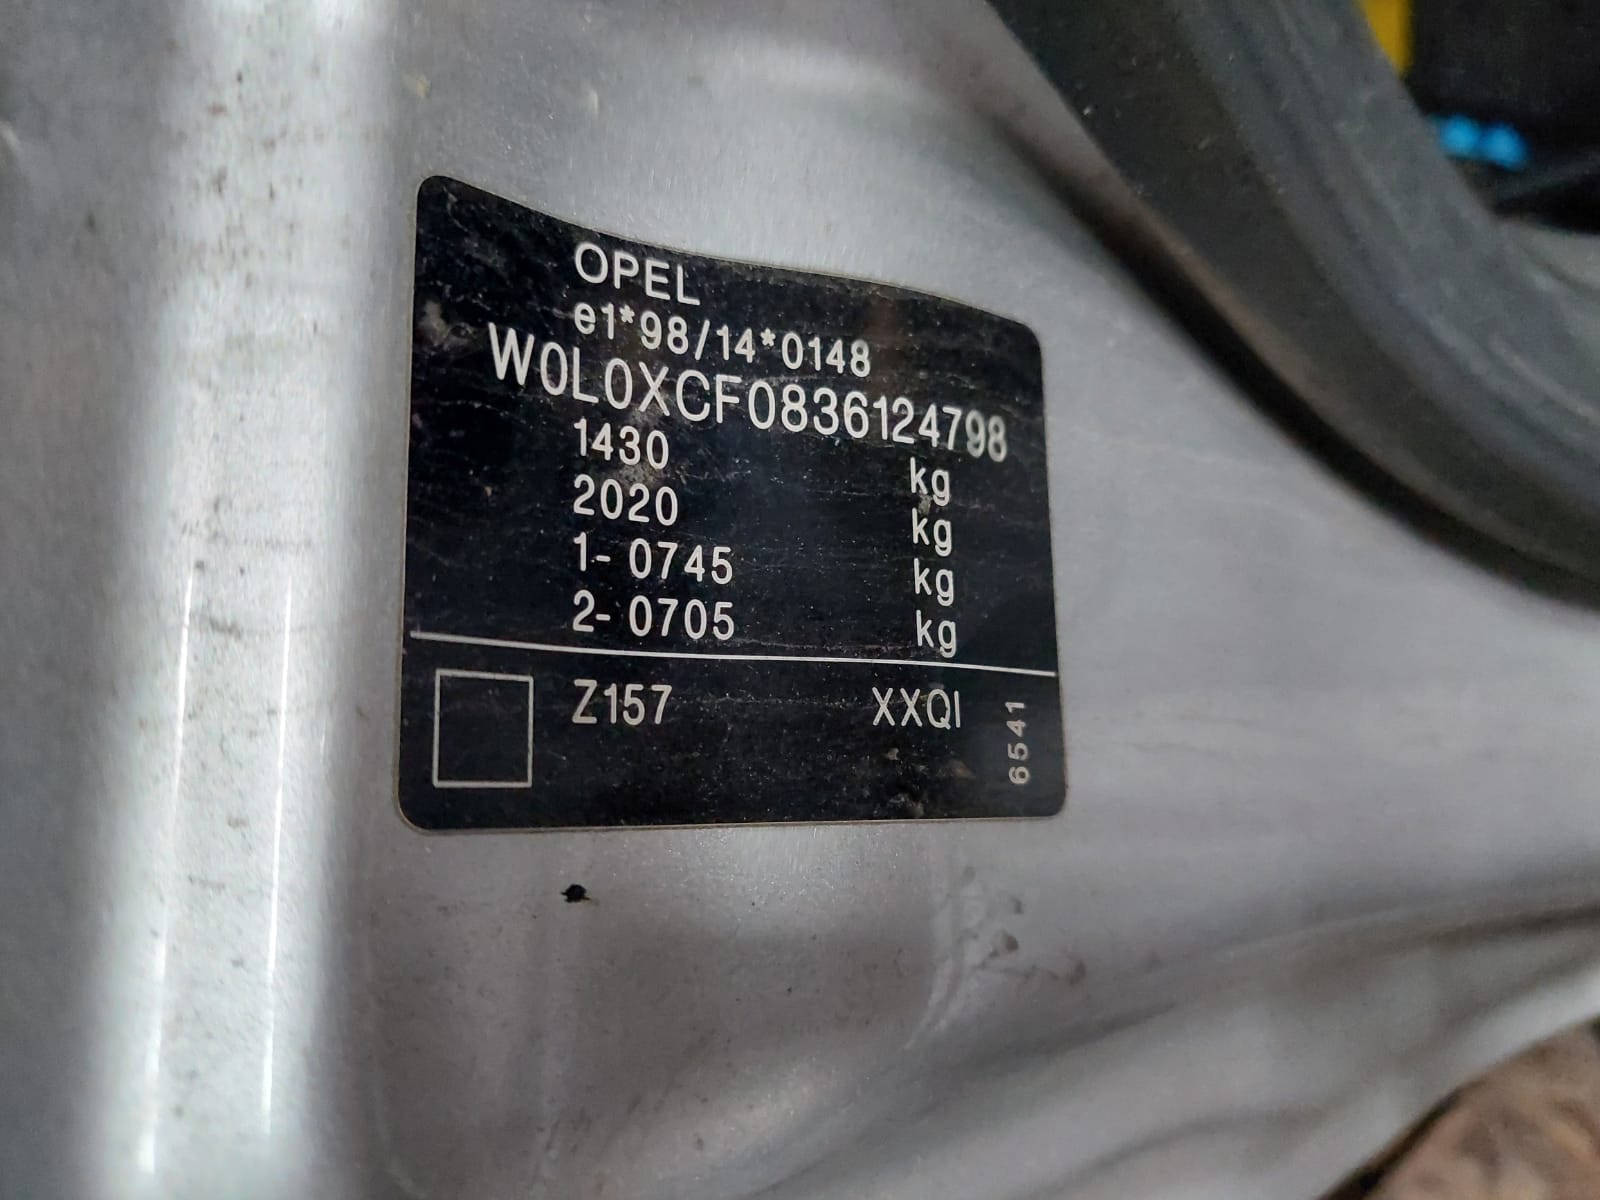 OPEL
e1*98/14*0148
W0L0XCF0836124798
1430 kg
2020 kg
1- 0745 kg
2- 0705 kg
Z157 XXQI
6541